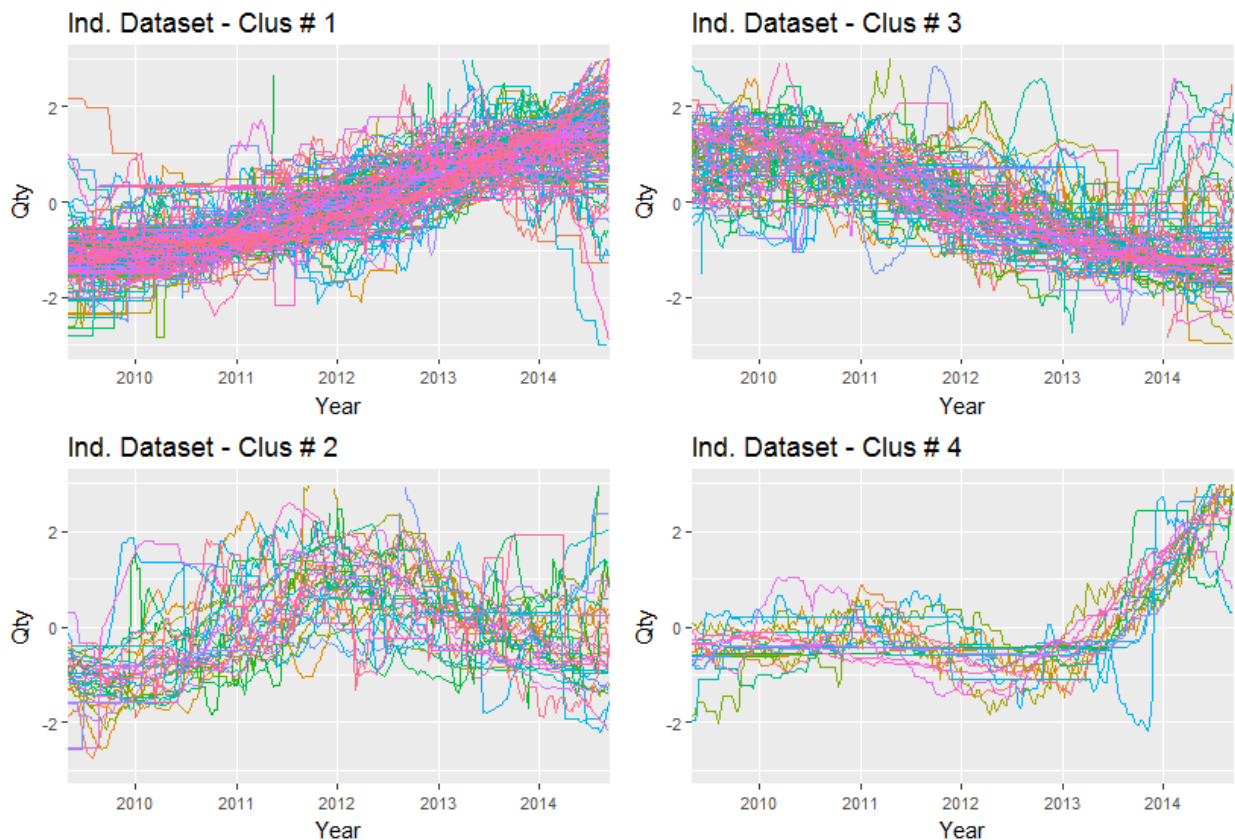 Ind. Dataset - Clus # 1
Qty
2
0
-2
2010 2011 2012 2013 2014
Year
Ind. Dataset - Clus # 3
Qty
2
0
-2
2010 2011 2012 2013 2014
Year
Ind. Dataset - Clus # 2
Qty
2
0
-2
2010 2011 2012 2013 2014
Year
Ind. Dataset - Clus # 4
Qty
2
0
-2
2010 2011 2012 2013 2014
Year